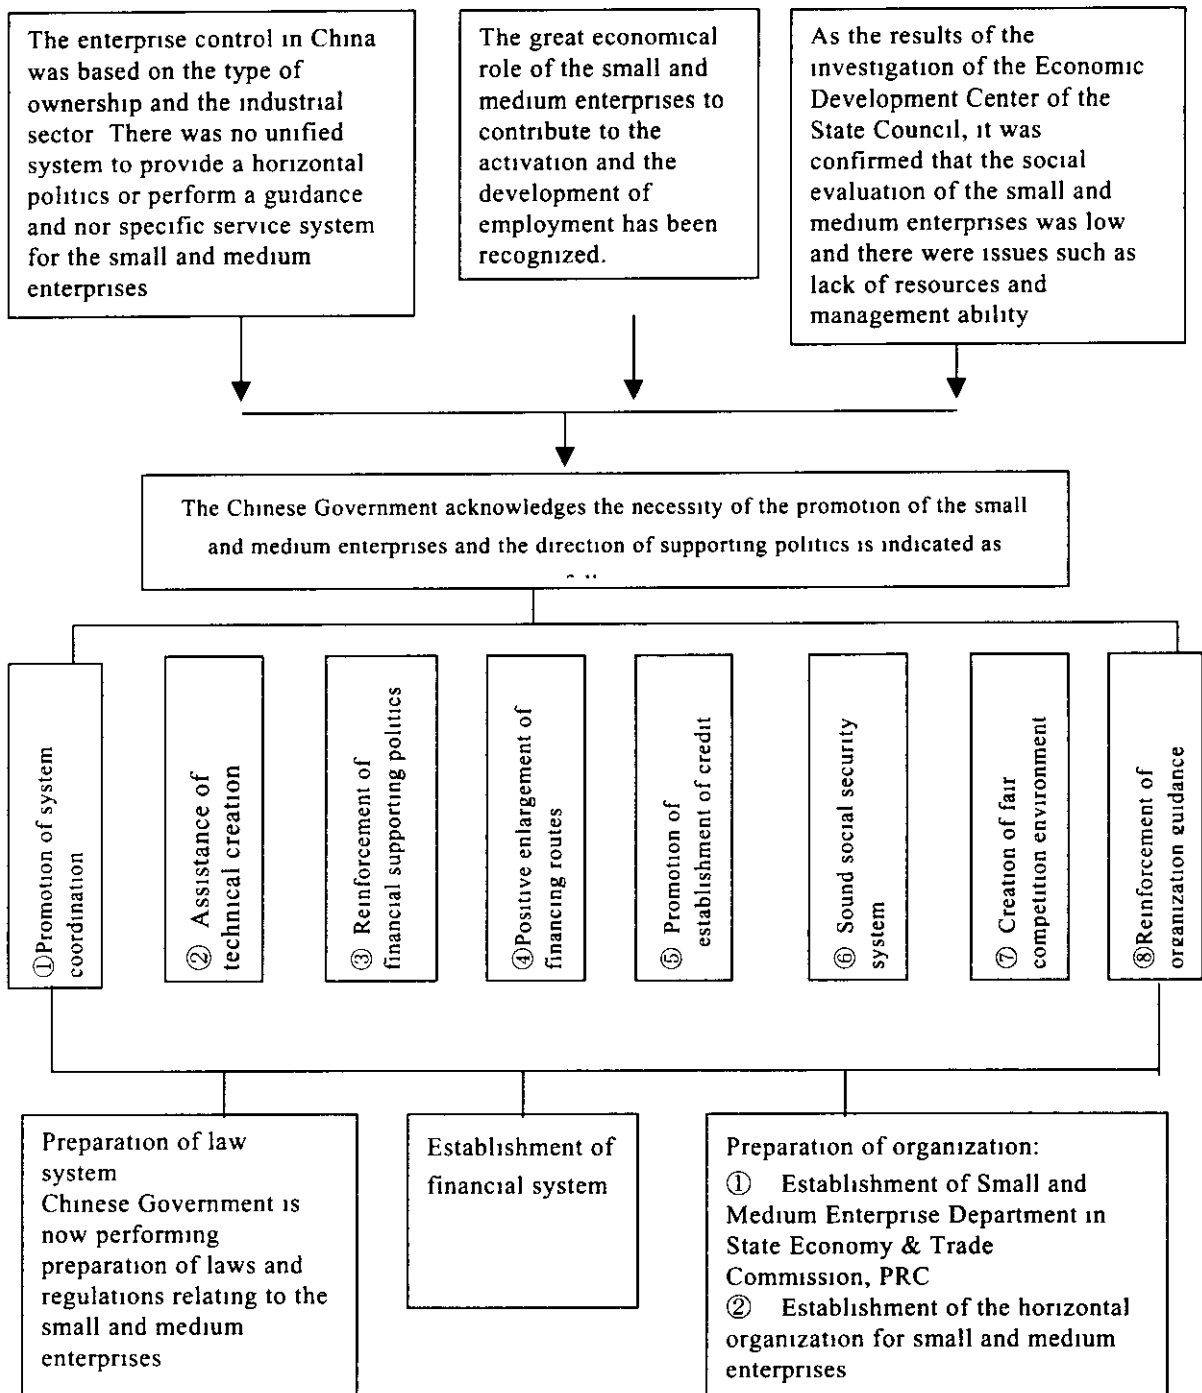 The enterprise control in China
was based on the type of
ownership and the industrial
sector There was no unified
system to provide a horizontal
politics or perform a guidance
and nor specific service system
for the small and medium
enterprises
The great economical
role of the small and
medium enterprises to
contribute to the
activation and the
development of
employment has been
recognized.
As the results of the
investigation of the Economic
Development Center of the
State Council, it was
confirmed that the social
evaluation of the small and
medium enterprises was low
and there were issues such as
lack of resources and
management ability
The Chinese Government acknowledges the necessity of the promotion of the small
and medium enterprises and the direction of supporting politics is indicated as
①Promotion of system
coordination
② Assistance of
technical creation
③ Reinforcement of
financial supporting politics
④Positive enlargement of
financing routes
⑤ Promotion of
establishment of credit
⑥ Sound social security
system
⑦ Creation of fair
competition environment
⑧Reinforcement of
organization guidance
Preparation of law
system
Chinese Government is
now performing
preparation of laws and
regulations relating to the
small and medium
enterprises
Establishment of
financial system
Preparation of organization:
① Establishment of Small and
Medium Enterprise Department in
State Economy & Trade
Commission, PRC
② Establishment of the horizontal
organization for small and medium
enterprises